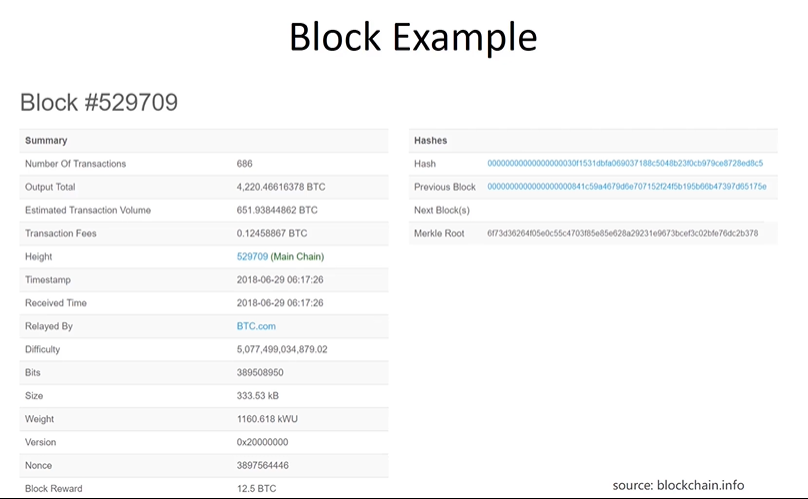 Block Example
Block #529709
Summary
Number Of Transactions 686
Output Total 4,220.46616378 BTC
Estimated Transaction Volume 651.93844862 BTC
Transaction Fees 0.12458867 BTC
Height 529709 (Main Chain)
Timestamp 2018-06-29 06:17:26
Received Time 2018-06-29 06:17:26
Relayed By BTC.com
Difficulty 5,077,499,034,879.02
Bits 389508950
Size 333.53 kB
Weight 1160.618 kWU
Version 0x20000000
Nonce 3897564446
Block Reward 12.5 BTC
Hashes
Hash
Previous Block
Next Block(s)
Merkle Root
source: blockchain.info